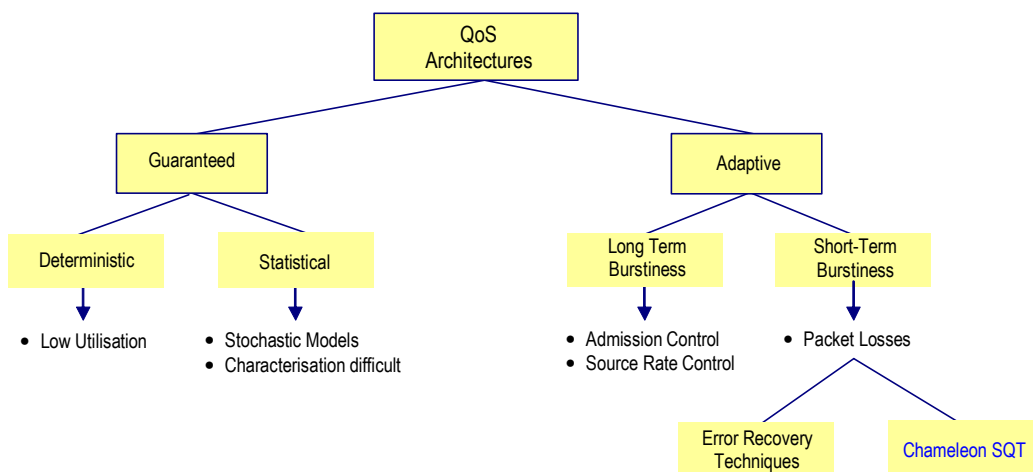 QoS
Architectures
Guaranteed
Adaptive
Deterministic
Statistical
Long Term
Burstiness
Short-Term
Burstiness
• Low Utilisation
• Stochastic Models
• Characterisation difficult
• Admission Control
• Source Rate Control
• Packet Losses
Error Recovery
Techniques
Chameleon SQT